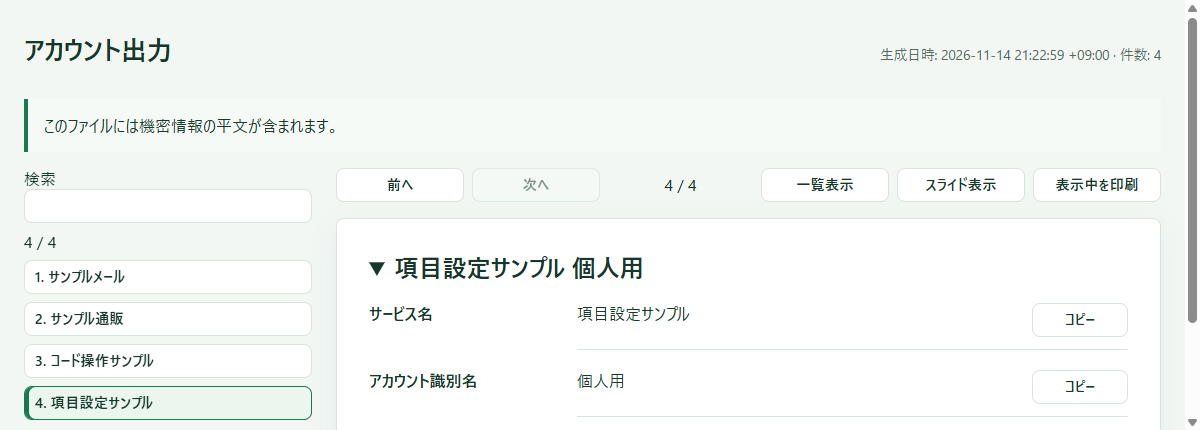 アカウント出力
生成日時: 2026-11-14 21:22:59 +09:00 · 件数: 4
このファイルには機密情報の平文が含まれます。
検索
4 / 4
1. サンプルメール
2. サンプル通販
3. コード操作サンプル
4. 項目設定サンプル
前へ
次へ
4 / 4
一覧表示
スライド表示
表示中を印刷
▼ 項目設定サンプル 個人用
サービス名
項目設定サンプル
コピー
アカウント識別名
個人用
コピー